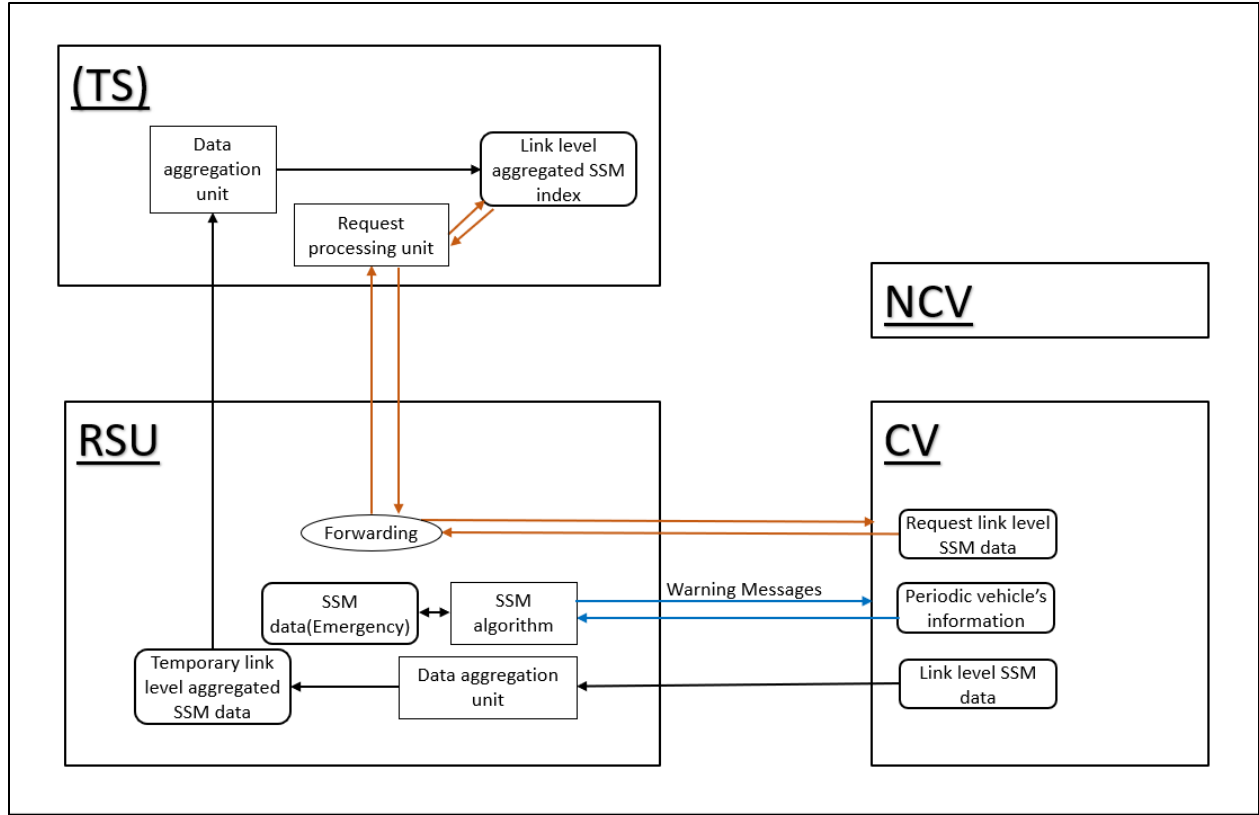 (TS)
Data
aggregation
unit
Link level
aggregated SSM
index
Request
processing unit
NCV
RSU
CV
Forwarding
Request link level
SSM data
SSM
data(Emergency)
SSM
algorithm
Warning Messages
Periodic vehicle's
information
Temporary link
level aggregated
SSM data
Data aggregation
unit
Link level SSM
data